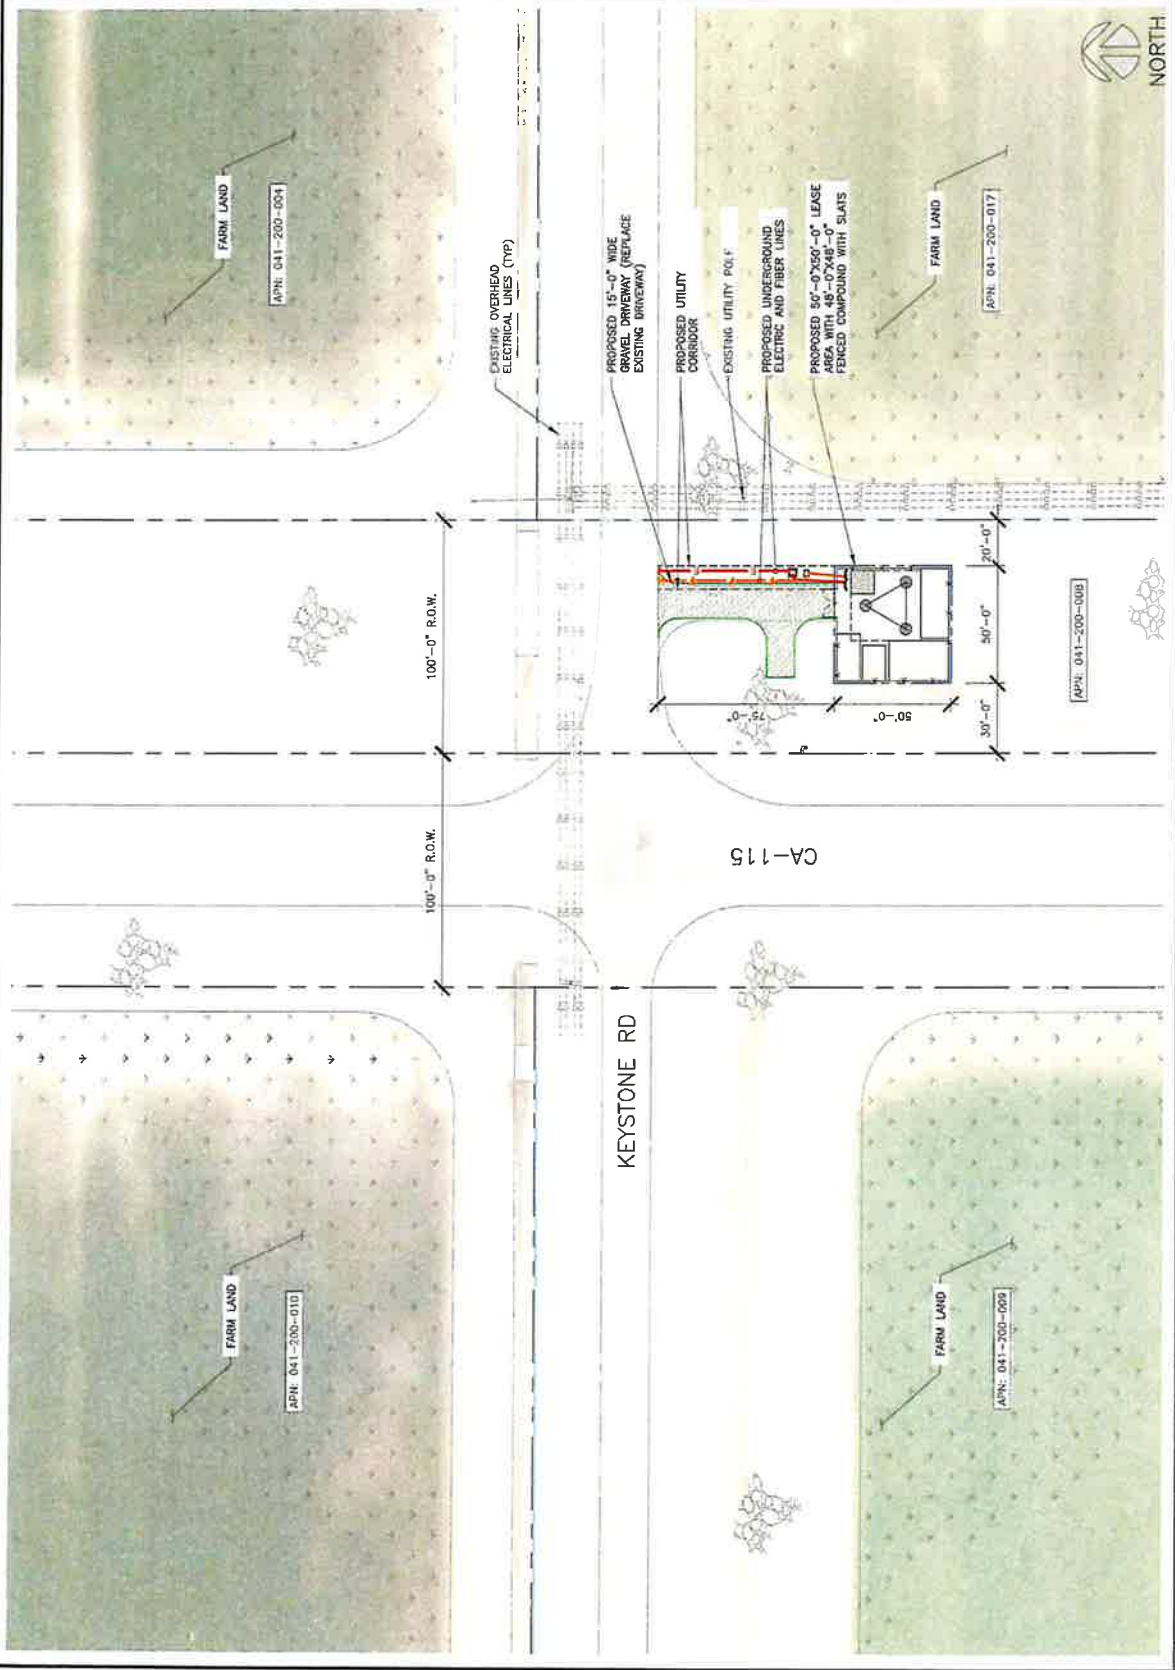 FARM LAND
APN: 041-200-010
FARM LAND
APN: 041-200-004
100'-0" R.O.W.
100'-0" R.O.W.
EXISTING OVERHEAD
ELECTRICAL LINES (TYP)
KEYSTONE RD
PROPOSED 15'-0" WIDE
GRAVEL DRIVEWAY (REPLACE
EXISTING DRIVEWAY)
PROPOSED UTILITY
CORRIDOR
EXISTING UTILITY POLE
PROPOSED UNDERGROUND
ELECTRIC AND FIBER LINES
PROPOSED 50'-0"X50'-0" LEASE
AREA WITH 48'-0"X48'-0"
FENCED COMPOUND WITH SLATS
75'-0"
50'-0"
CA-115
30'-0"
50'-0"
20'-0"
FARM LAND
APN: 041-200-009
APN: 041-200-008
FARM LAND
APN: 041-200-017
NORTH